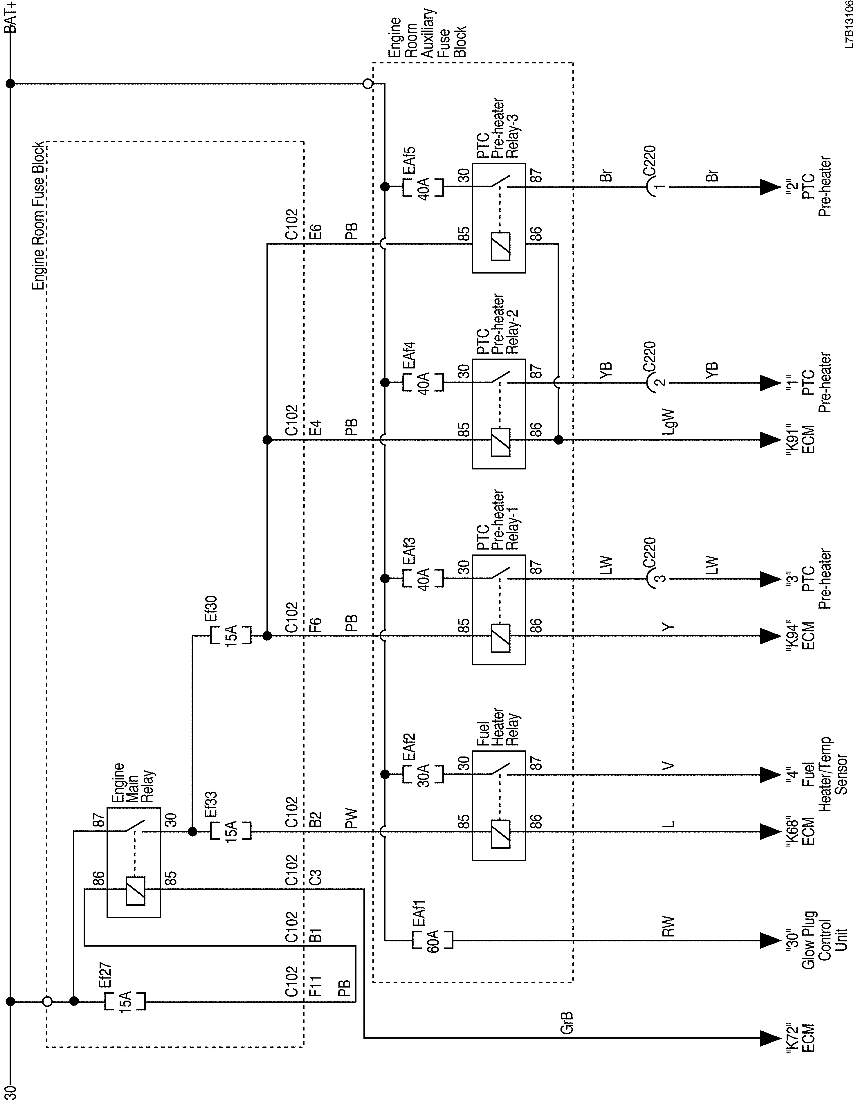 L7B13106
30
BAT+
Engine Room Fuse Block
Engine
Room
Auxiliary
Fuse
Block
Ef27
15A
C102
F11
PB
C102
B1
Engine
Main
Relay
86
85
87
30
C102
C3
Ef33
15A
C102
B2
PW
Ef30
15A
C102
F6
PB
C102
E4
PB
C102
E6
PB
EAf1
60A
EAf2
30A
Fuel
Heater
Relay
85
86
30
87
EAf3
40A
PTC
Pre-heater
Relay-1
85
86
30
87
EAf4
40A
PTC
Pre-heater
Relay-2
85
86
30
87
EAf5
40A
PTC
Pre-heater
Relay-3
85
86
30
87
GrB
RW
L
V
Y
LW
3
C220
LW
LgW
YB
2
C220
YB
Br
1
C220
Br
"K72"
ECM
"30"
Glow Plug
Control
Unit
"K68"
ECM
"4"
Fuel
Heater/Temp
Sensor
"K94"
ECM
"3"
PTC
Pre-heater
"K91"
ECM
"1"
PTC
Pre-heater
"2"
PTC
Pre-heater